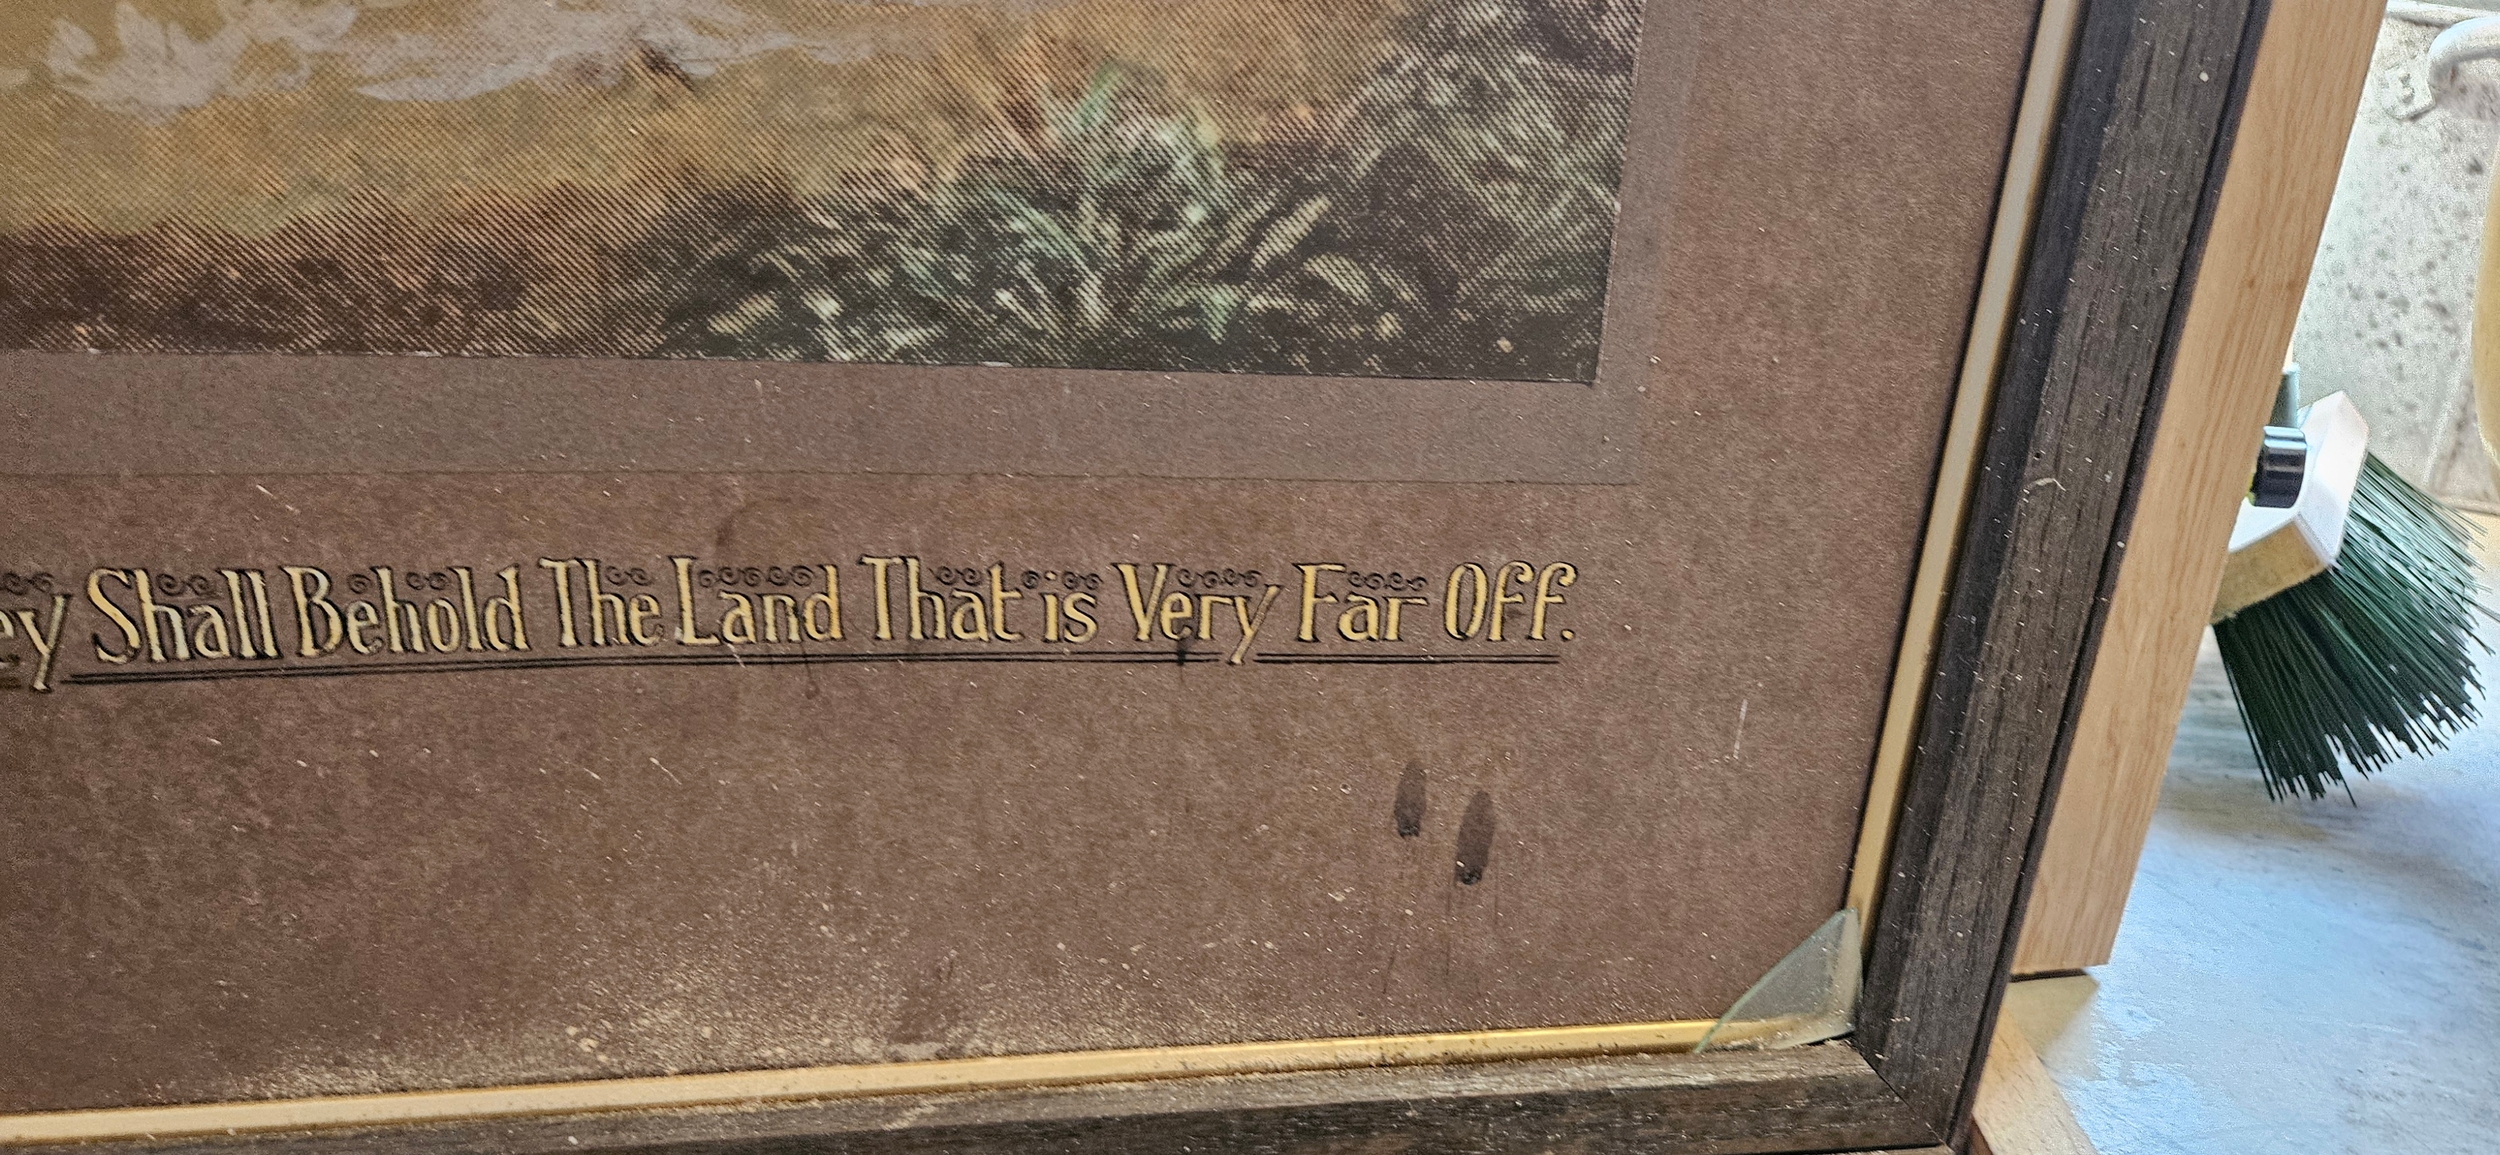 ey Shall Behold The Land That is Very Far Off.